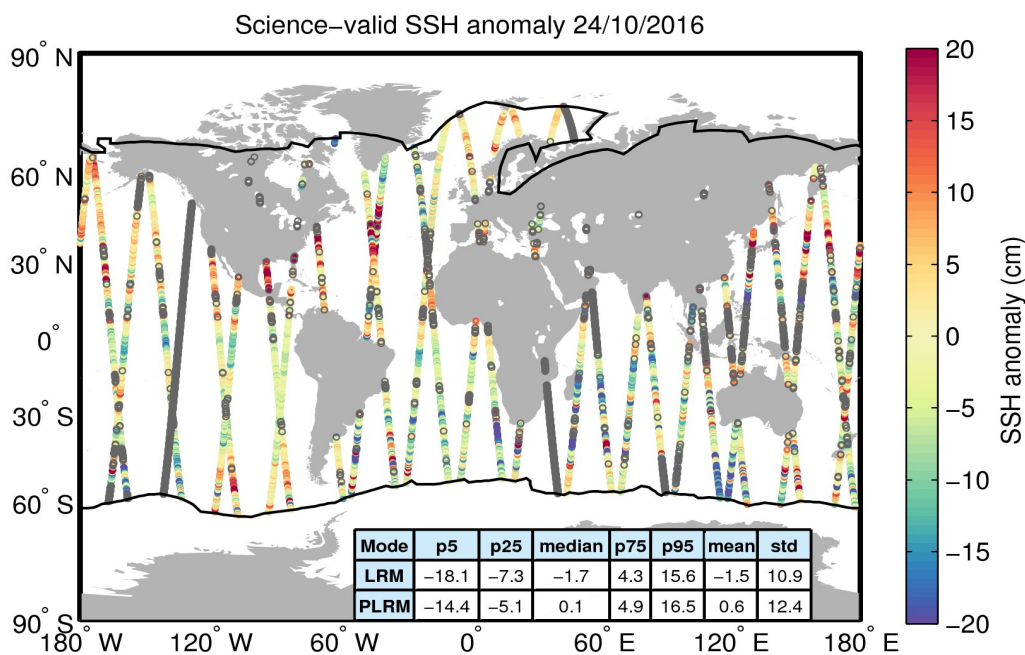 Science−valid SSH anomaly 24/10/2016
90° N
60° N
30° N
0°
30° S
60° S
90° S
180° W
120° W
60° W
0°
60° E
120° E
180° E
Mode p5 p25 median p75 p95 mean std
LRM −18.1 −7.3 −1.7 4.3 15.6 −1.5 10.9
PLRM −14.4 −5.1 0.1 4.9 16.5 0.6 12.4
20
15
10
5
0
−5
−10
−15
−20
SSH anomaly (cm)